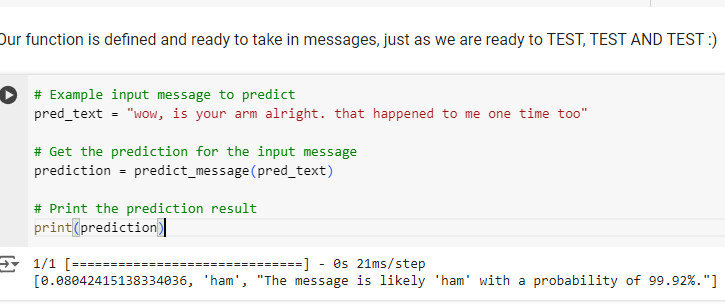 Our function is defined and ready to take in messages, just as we are ready to TEST, TEST AND TEST :)
# Example input message to predict
pred_text = "wow, is your arm alright. that happened to me one time too"
# Get the prediction for the input message
prediction = predict_message(pred_text)
# Print the prediction result
print(prediction)
1/1 [==============================] - 0s 21ms/step
[0.08042415138334036, 'ham', "The message is likely 'ham' with a probability of 99.92%."]